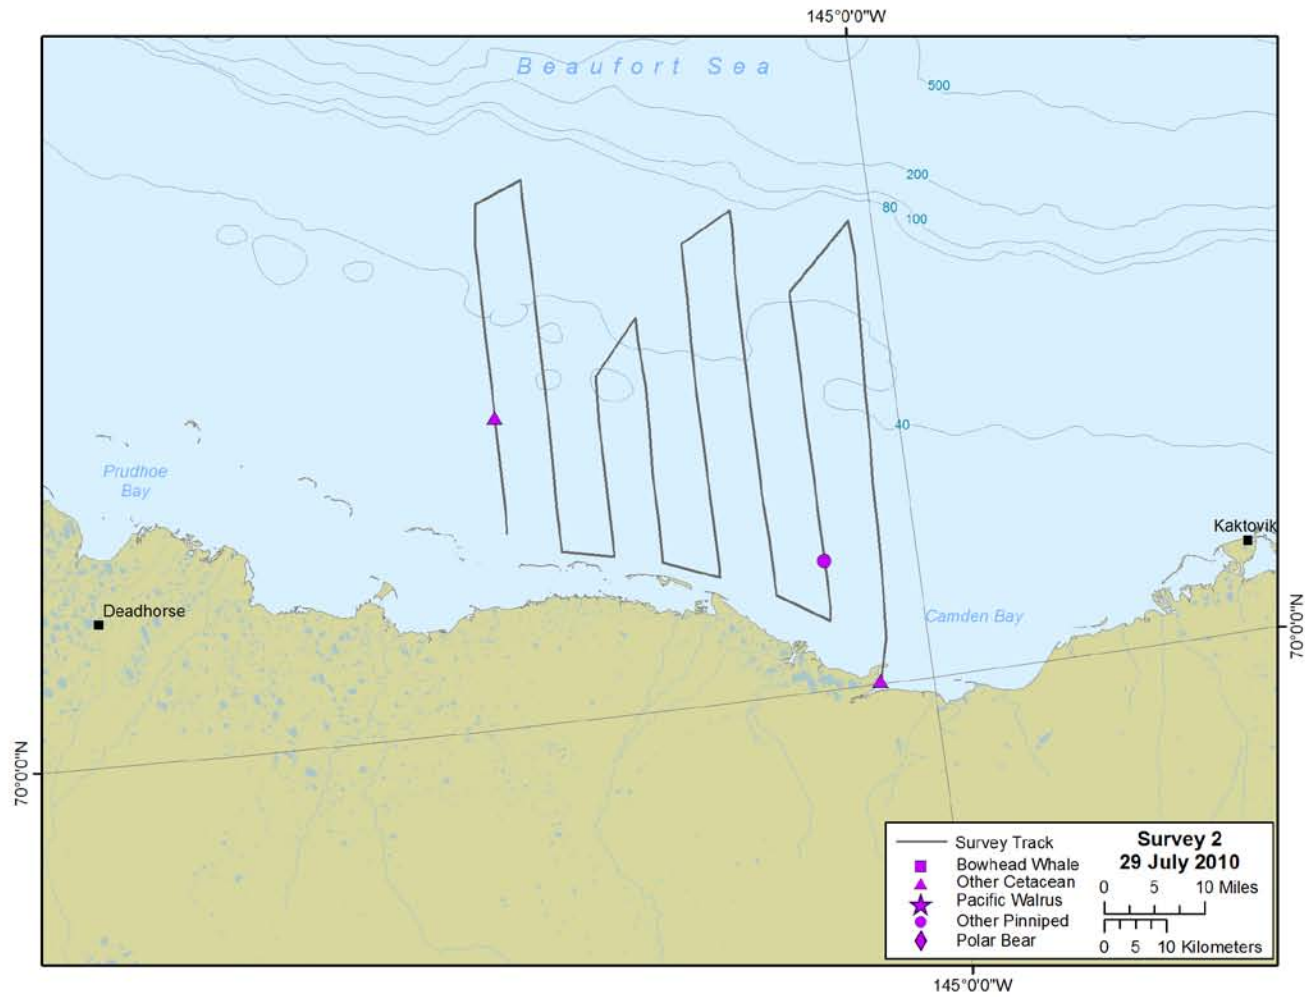 145°0'0"W
Beaufort Sea
500
200
80
100
40
Prudhoe
Bay
Kaktovik
Deadhorse
Camden Bay
70°0'0"N
70°0'0"N
Survey Track
Bowhead Whale
Other Cetacean
Pacific Walrus
Other Pinniped
Polar Bear
Survey 2
29 July 2010
0 5 10 Miles
0 5 10 Kilometers
145°0'0"W